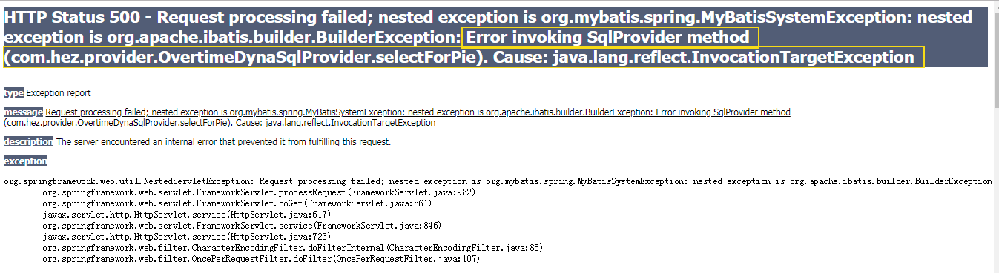 HTTP Status 500 - Request processing failed; nested exception is org.mybatis.spring.MyBatisSystemException: nested
exception is org.apache.ibatis.builder.BuilderException: Error invoking SqlProvider method
(com.hez.provider.OvertimeDynaSqlProvider.selectForPie). Cause: java.lang.reflect.InvocationTargetException
type Exception report
message Request processing failed; nested exception is org.mybatis.spring.MyBatisSystemException: nested exception is org.apache.ibatis.builder.BuilderException: Error invoking SqlProvider method
(com.hez.provider.OvertimeDynaSqlProvider.selectForPie). Cause: java.lang.reflect.InvocationTargetException
description The server encountered an internal error that prevented it from fulfilling this request.
exception
org.springframework.web.util.NestedServletException: Request processing failed; nested exception is org.mybatis.spring.MyBatisSystemException: nested exception is org.apache.ibatis.builder.BuilderException
org.springframework.web.servlet.FrameworkServlet.processRequest(FrameworkServlet.java:982)
org.springframework.web.servlet.FrameworkServlet.doGet(FrameworkServlet.java:861)
javax.servlet.http.HttpServlet.service(HttpServlet.java:617)
org.springframework.web.servlet.FrameworkServlet.service(FrameworkServlet.java:846)
javax.servlet.http.HttpServlet.service(HttpServlet.java:723)
org.springframework.web.filter.CharacterEncodingFilter.doFilterInternal(CharacterEncodingFilter.java:85)
org.springframework.web.filter.OncePerRequestFilter.doFilter(OncePerRequestFilter.java:107)